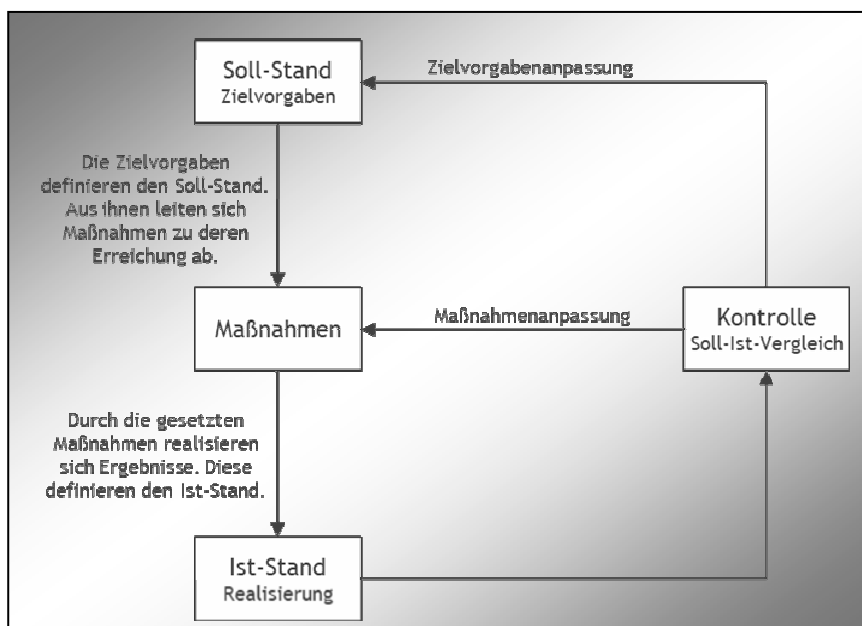 Soll-Stand
Zielvorgaben
Zielvorgabenanpassung
Die Zielvorgaben
definieren den Soll-Stand.
Aus ihnen leiten sich
Maßnahmen zu deren
Erreichung ab.
Maßnahmen
Maßnahmenanpassung
Kontrolle
Soll-Ist-Vergleich
Durch die gesetzten
Maßnahmen realisieren
sich Ergebnisse. Diese
definieren den Ist-Stand.
Ist-Stand
Realisierung